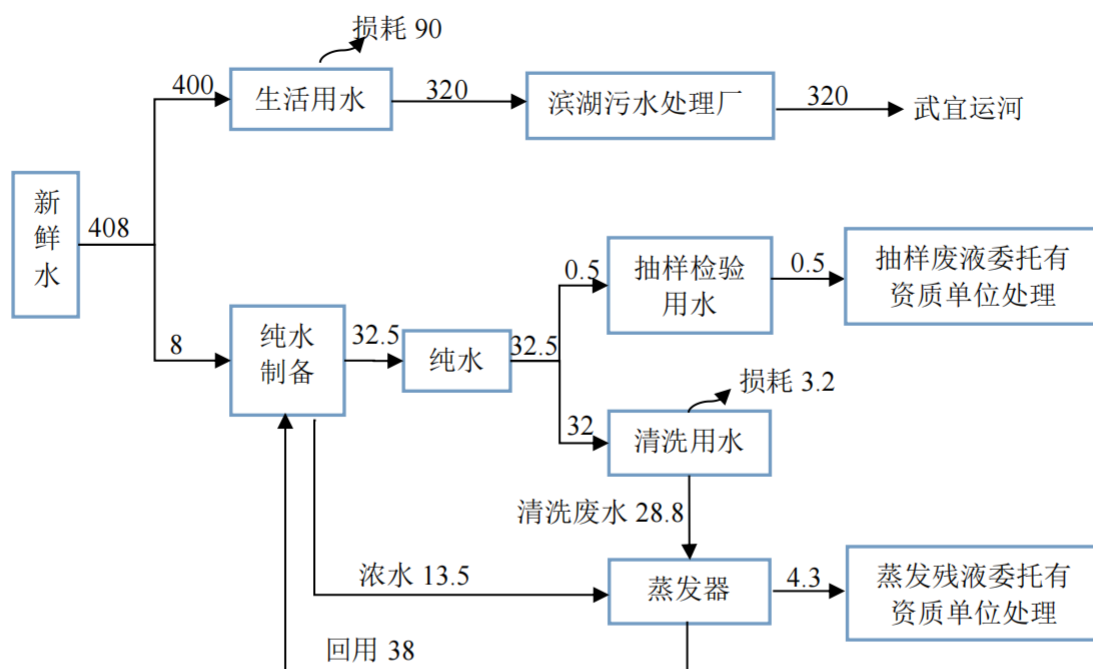 损耗 90
400
生活用水
320
滨湖污水处理厂
320
武宜运河
新
鲜
水
408
0.5
抽样检验
用水
0.5
抽样废液委托有
资质单位处理
8
纯水
制备
32.5
纯水
32.5
损耗 3.2
32
清洗用水
清洗废水 28.8
浓水 13.5
蒸发器
4.3
蒸发残液委托有
资质单位处理
回用 38